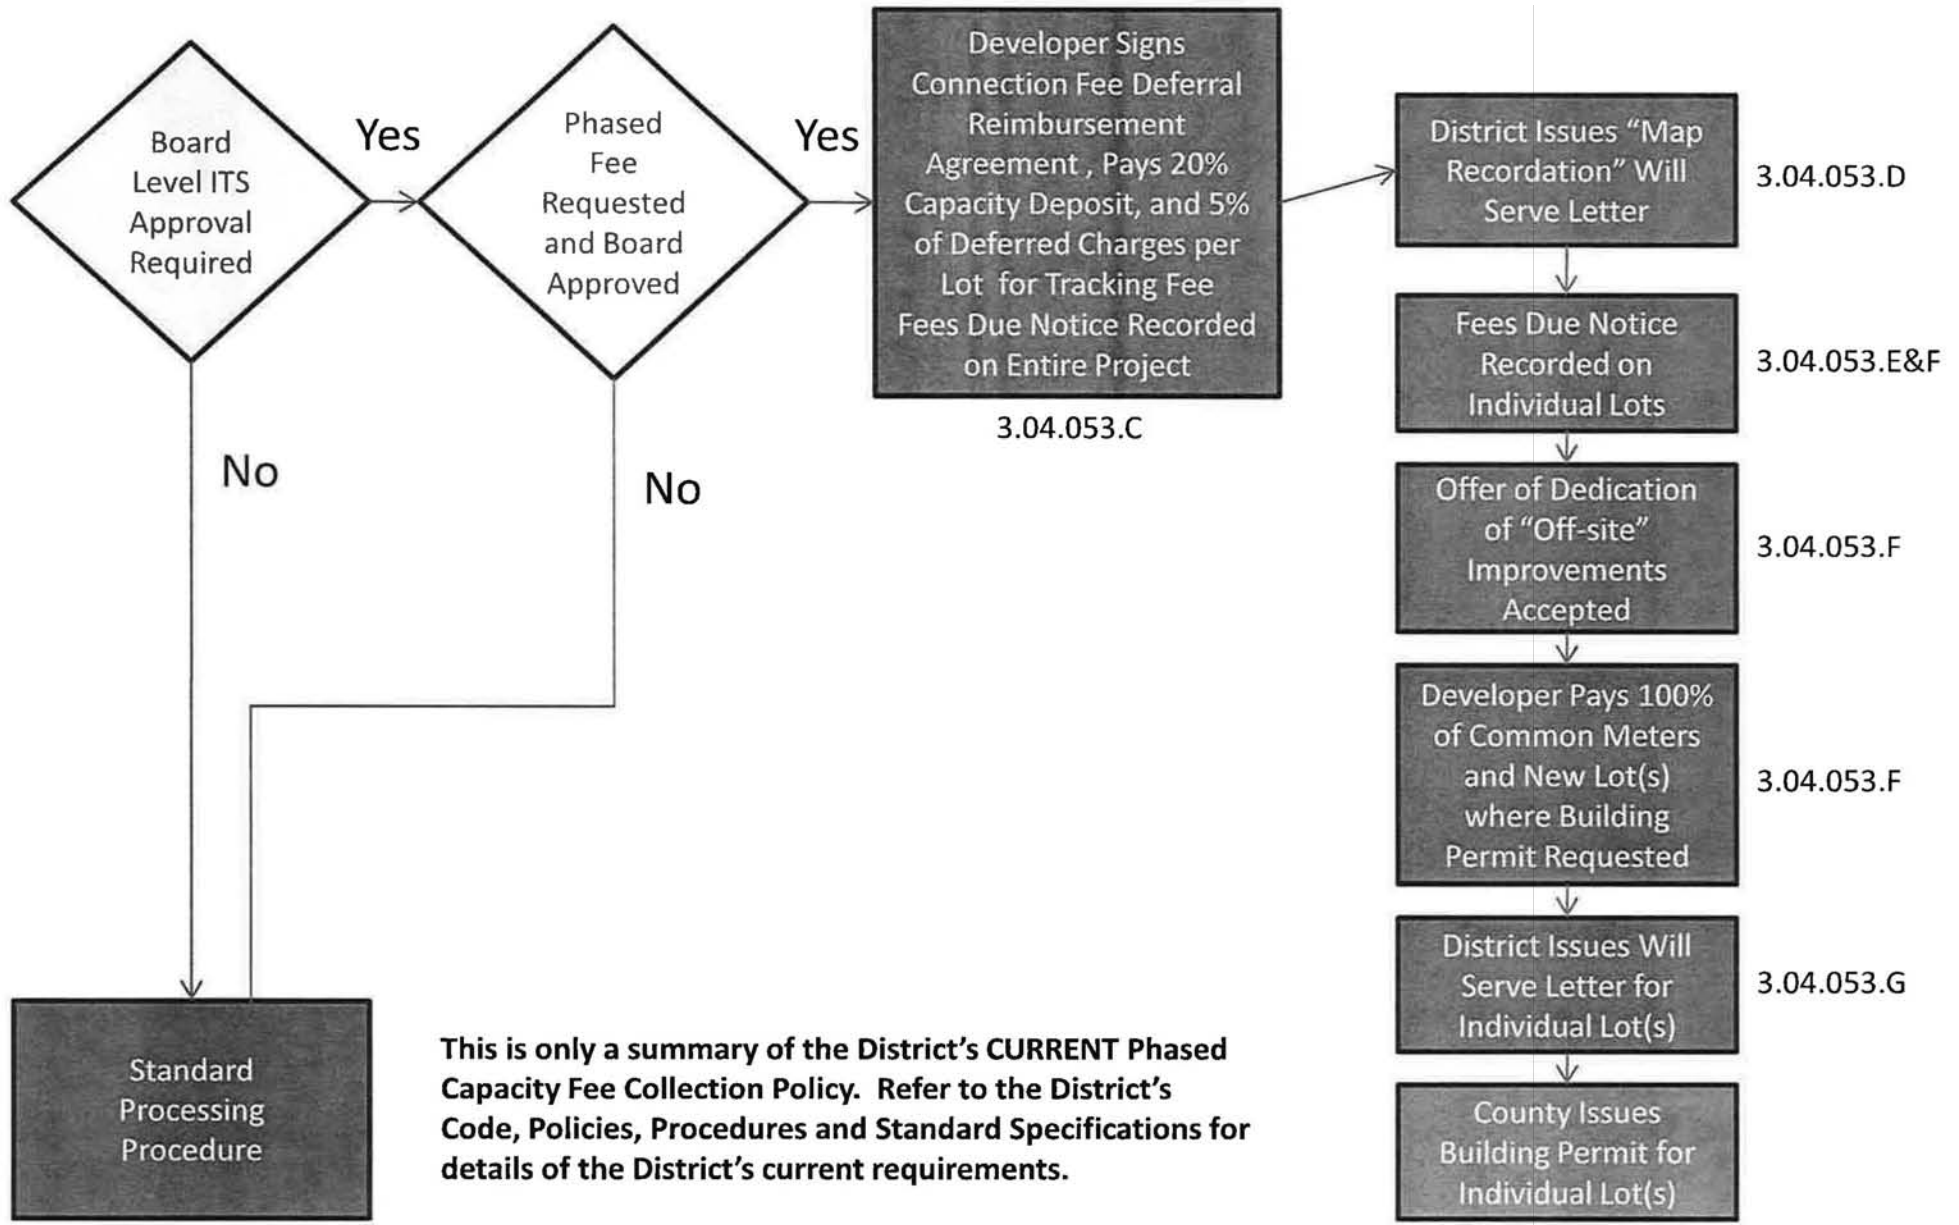 Board
Level ITS
Approval
Required
Yes
No
Phased
Fee
Requested
and Board
Approved
Yes
No
Developer Signs
Connection Fee Deferral
Reimbursement
Agreement , Pays 20%
Capacity Deposit, and 5%
of Deferred Charges per
Lot for Tracking Fee
Fees Due Notice Recorded
on Entire Project
3.04.053.C
District Issues “Map
Recordation” Will
Serve Letter
3.04.053.D
Fees Due Notice
Recorded on
Individual Lots
3.04.053.E&F
Offer of Dedication
of “Off-site”
Improvements
Accepted
3.04.053.F
Developer Pays 100%
of Common Meters
and New Lot(s)
where Building
Permit Requested
3.04.053.F
District Issues Will
Serve Letter for
Individual Lot(s)
3.04.053.G
County Issues
Building Permit for
Individual Lot(s)
Standard
Processing
Procedure
This is only a summary of the District’s CURRENT Phased
Capacity Fee Collection Policy. Refer to the District’s
Code, Policies, Procedures and Standard Specifications for
details of the District’s current requirements.